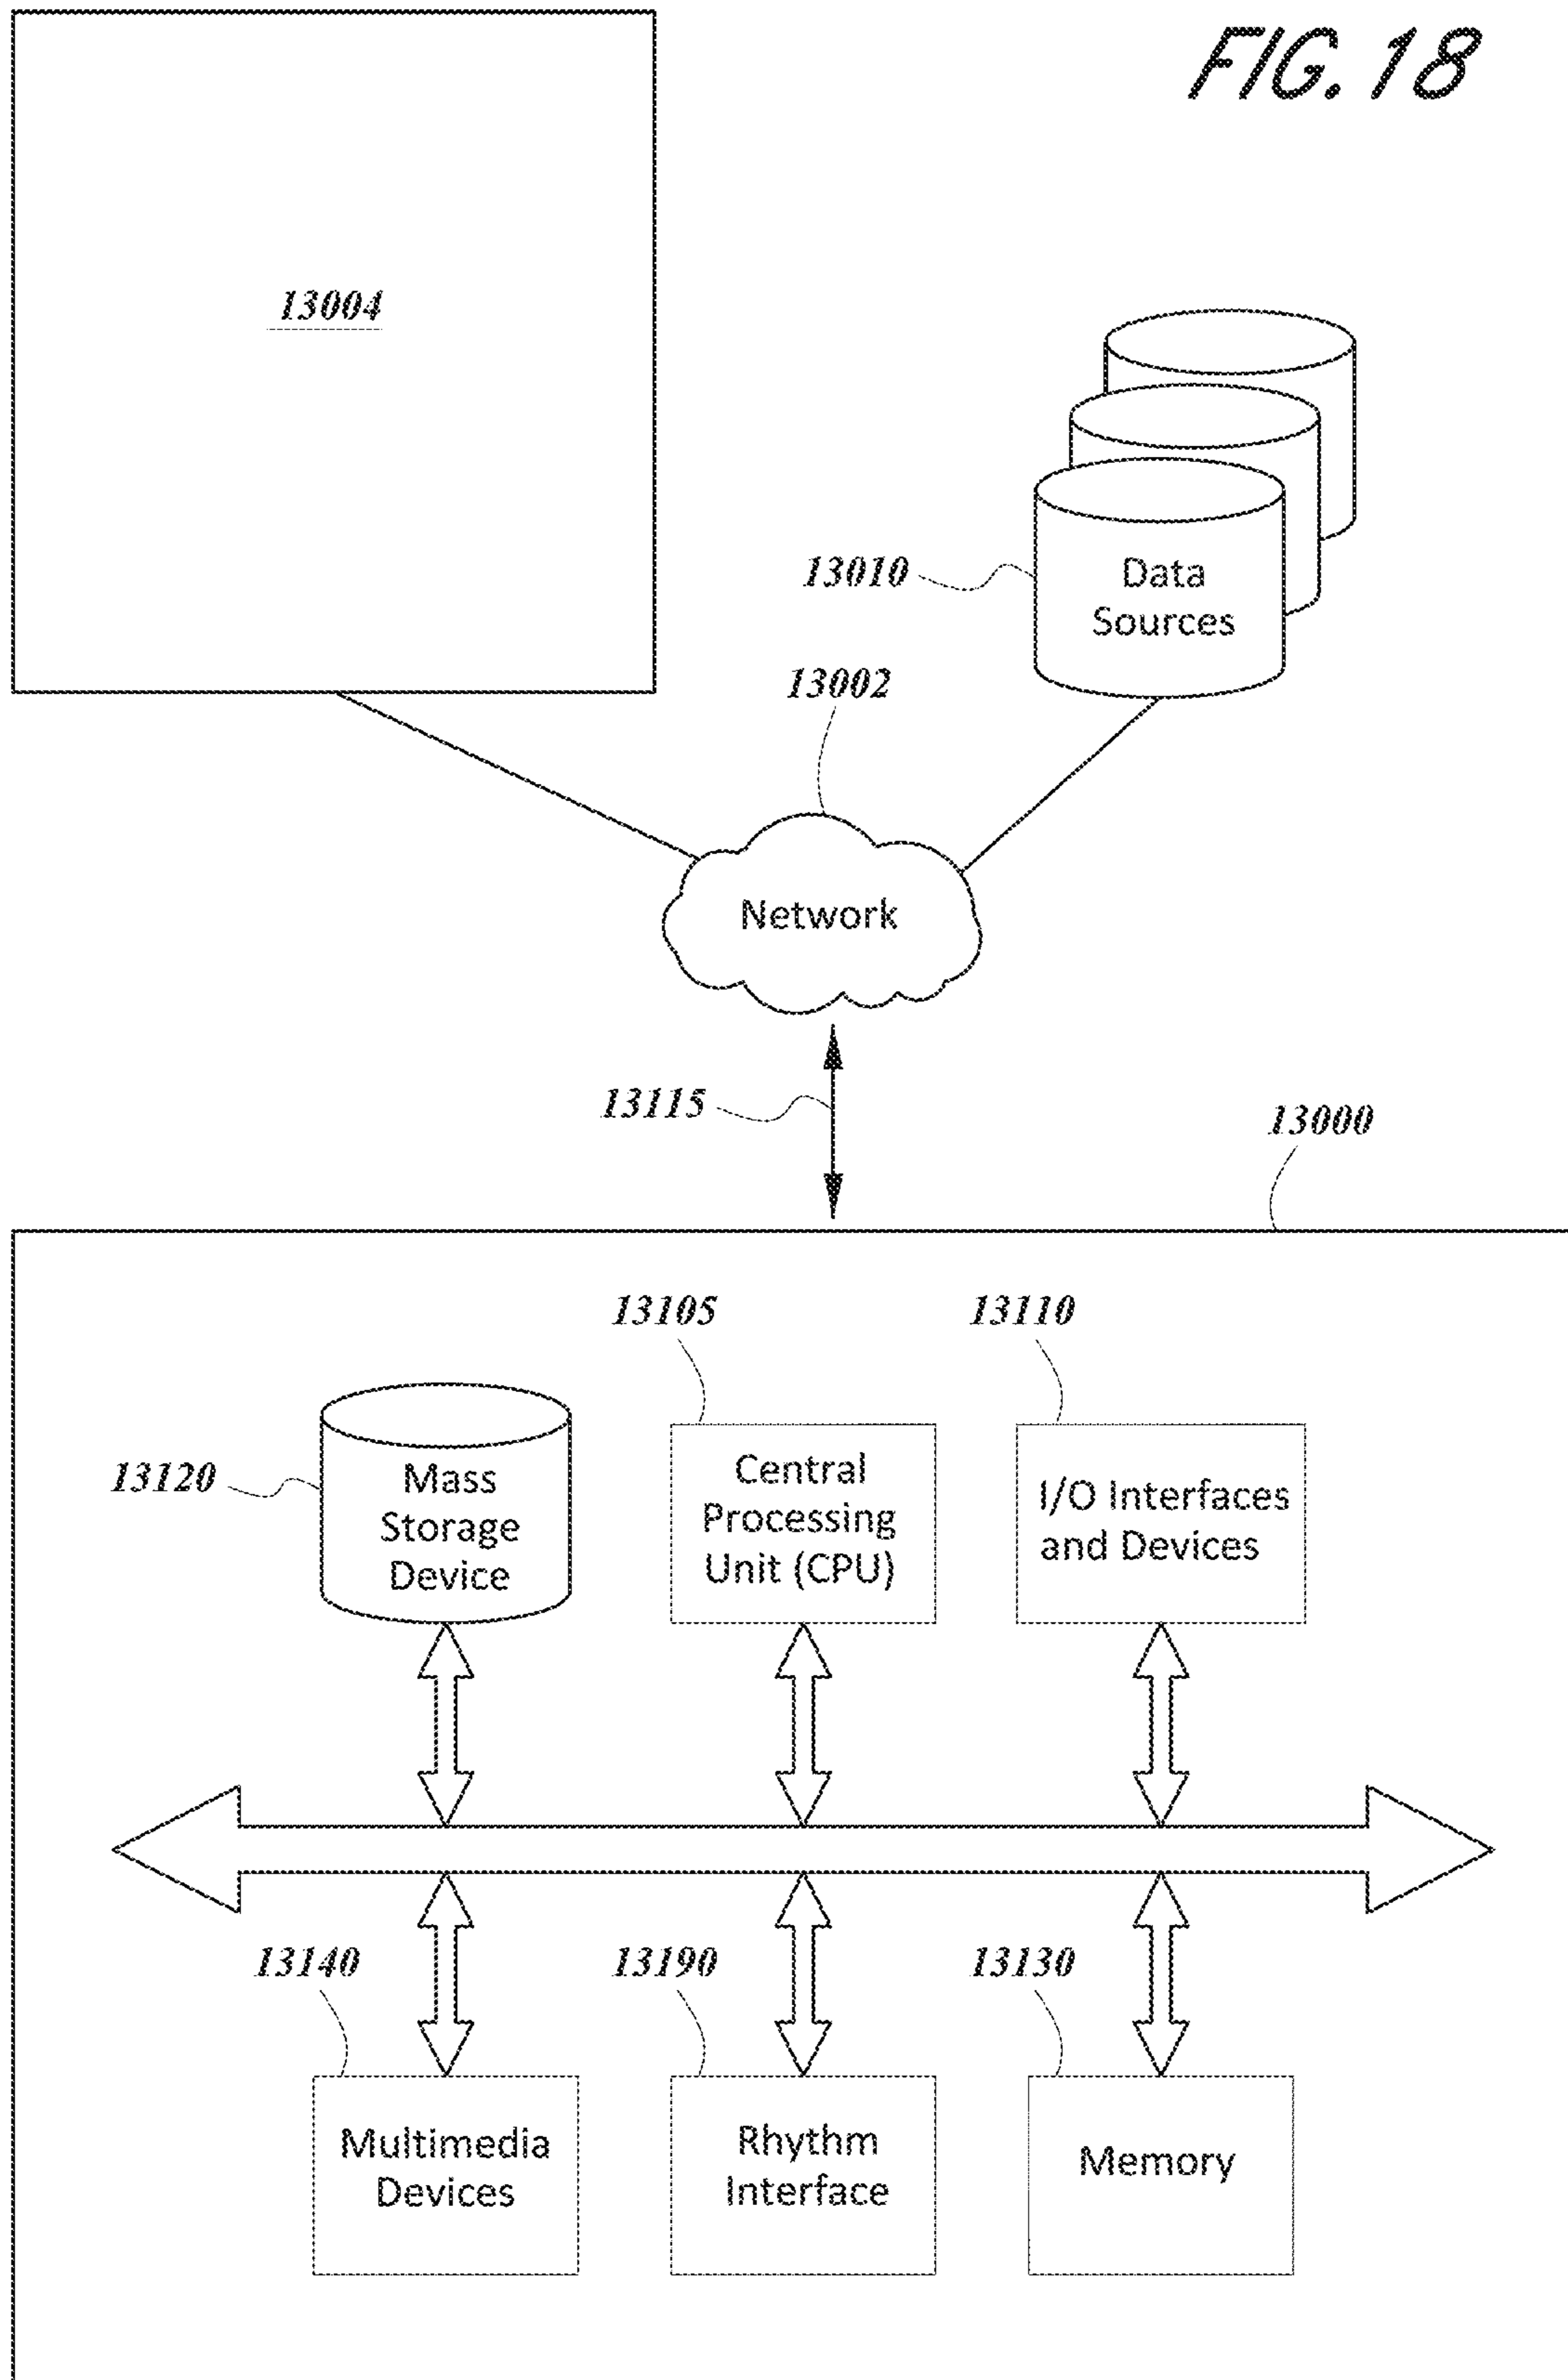 FIG. 18
13004
13010
Data
Sources
13002
Network
13115
13000
13105
13110
13120
Mass
Storage
Device
Central
Processing
Unit (CPU)
I/O Interfaces
and Devices
13140
13190
13130
Multimedia
Devices
Rhythm
Interface
Memory